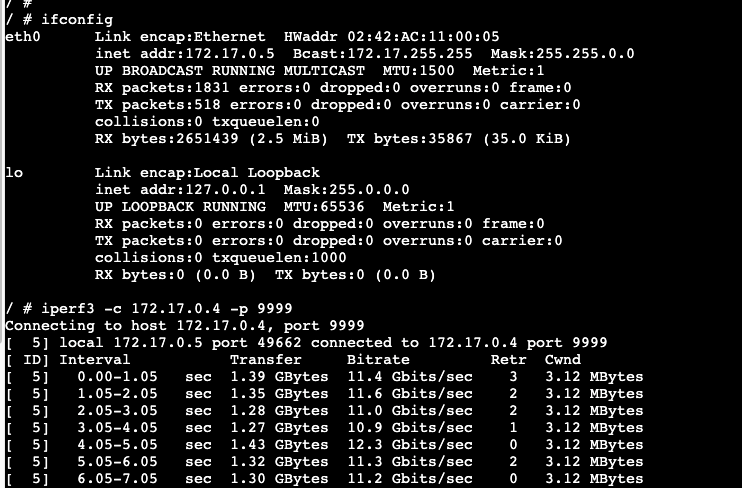 / #
/ # ifconfig
eth0      Link encap:Ethernet  HWaddr 02:42:AC:11:00:05
          inet addr:172.17.0.5  Bcast:172.17.255.255  Mask:255.255.0.0
          UP BROADCAST RUNNING MULTICAST  MTU:1500  Metric:1
          RX packets:1831 errors:0 dropped:0 overruns:0 frame:0
          TX packets:518 errors:0 dropped:0 overruns:0 carrier:0
          collisions:0 txqueuelen:0
          RX bytes:2651439 (2.5 MiB)  TX bytes:35867 (35.0 KiB)
lo        Link encap:Local Loopback
          inet addr:127.0.0.1  Mask:255.0.0.0
          UP LOOPBACK RUNNING  MTU:65536  Metric:1
          RX packets:0 errors:0 dropped:0 overruns:0 frame:0
          TX packets:0 errors:0 dropped:0 overruns:0 carrier:0
          collisions:0 txqueuelen:1000
          RX bytes:0 (0.0 B)  TX bytes:0 (0.0 B)
/ # iperf3 -c 172.17.0.4 -p 9999
Connecting to host 172.17.0.4, port 9999
[  5] local 172.17.0.5 port 49662 connected to 172.17.0.4 port 9999
[ ID] Interval           Transfer     Bitrate         Retr  Cwnd
[  5]   0.00-1.05   sec  1.39 GBytes  11.4 Gbits/sec    3   3.12 MBytes
[  5]   1.05-2.05   sec  1.35 GBytes  11.6 Gbits/sec    2   3.12 MBytes
[  5]   2.05-3.05   sec  1.28 GBytes  11.0 Gbits/sec    2   3.12 MBytes
[  5]   3.05-4.05   sec  1.27 GBytes  10.9 Gbits/sec    1   3.12 MBytes
[  5]   4.05-5.05   sec  1.43 GBytes  12.3 Gbits/sec    0   3.12 MBytes
[  5]   5.05-6.05   sec  1.32 GBytes  11.3 Gbits/sec    2   3.12 MBytes
[  5]   6.05-7.05   sec  1.30 GBytes  11.2 Gbits/sec    0   3.12 MBytes